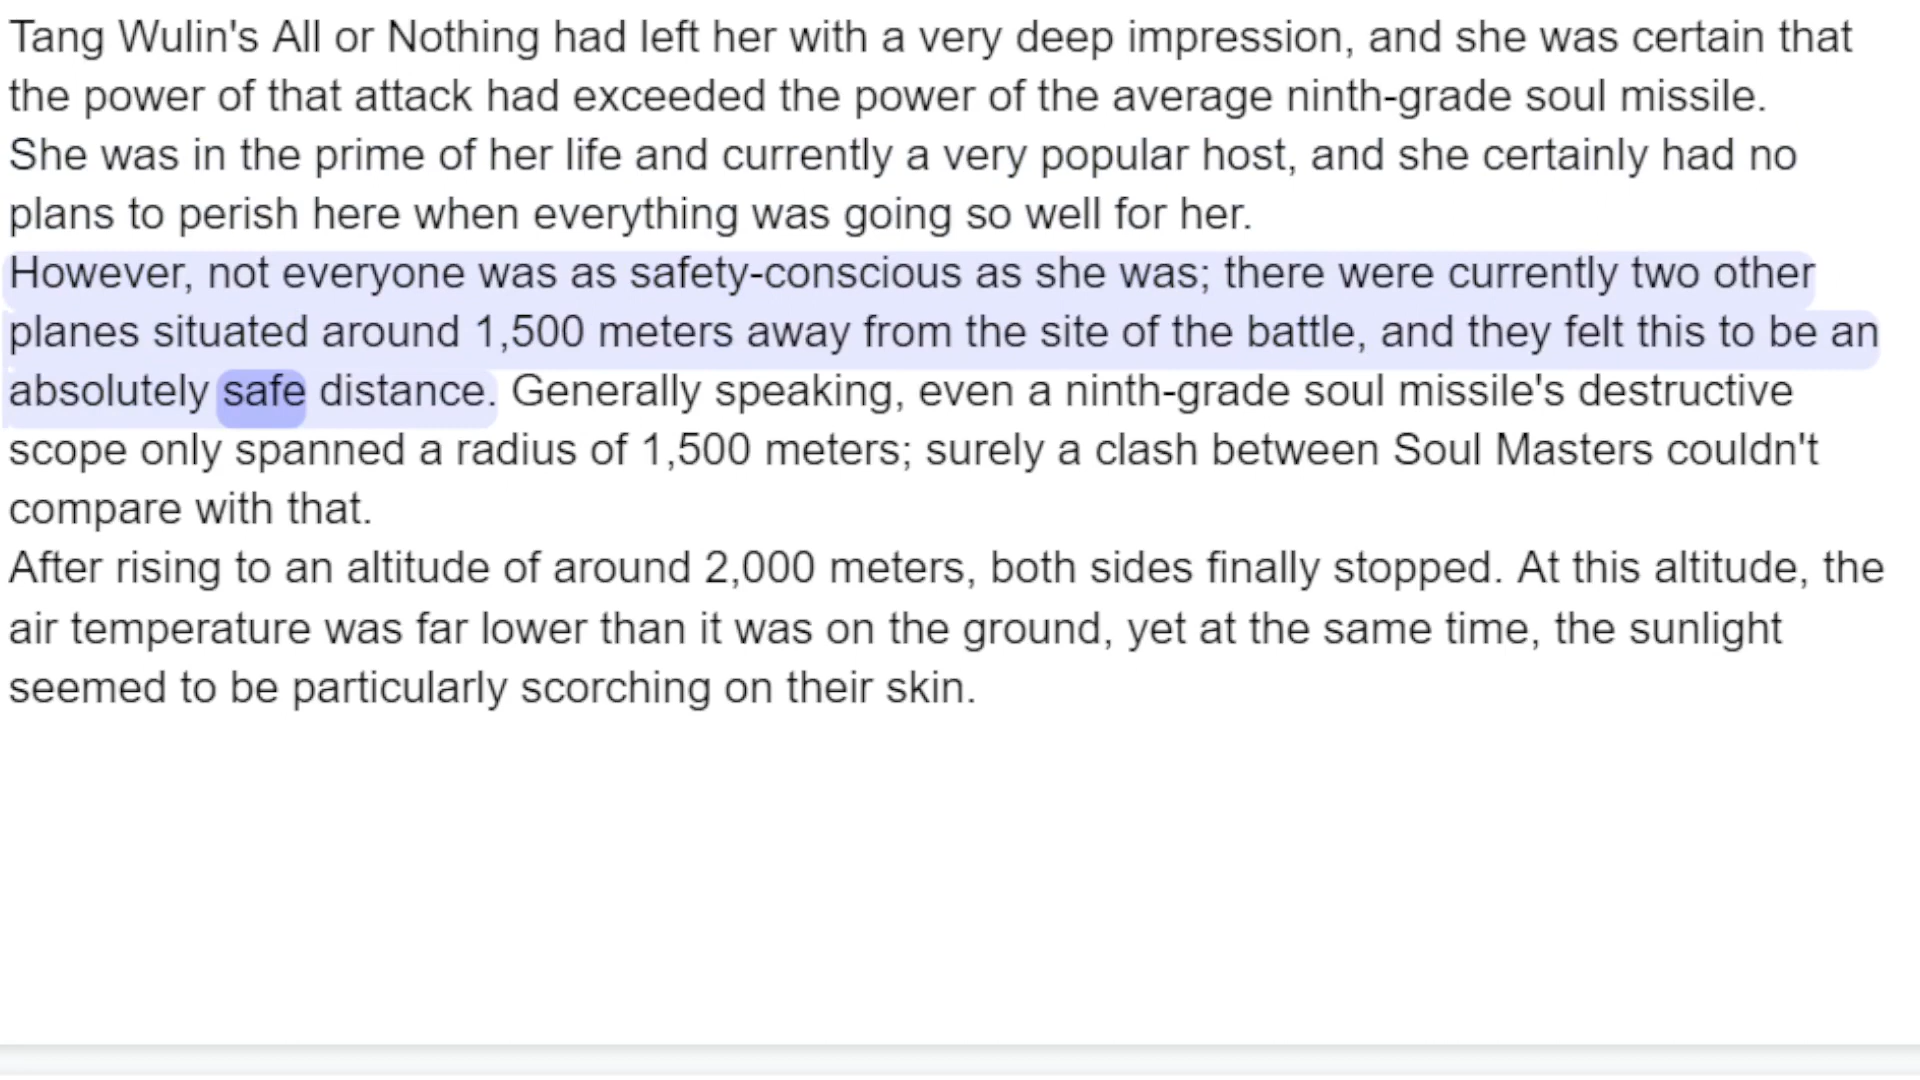 Tang Wulin's All or Nothing had left her with a very deep impression, and she was certain that
the power of that attack had exceeded the power of the average ninth-grade soul missile.
She was in the prime of her life and currently a very popular host, and she certainly had no
plans to perish here when everything was going so well for her.
However, not everyone was as safety-conscious as she was; there were currently two other
planes situated around 1,500 meters away from the site of the battle, and they felt this to be an
absolutely safe distance. Generally speaking, even a ninth-grade soul missile's destructive
scope only spanned a radius of 1,500 meters; surely a clash between Soul Masters couldn't
compare with that.
After rising to an altitude of around 2,000 meters, both sides finally stopped. At this altitude, the
air temperature was far lower than it was on the ground, yet at the same time, the sunlight
seemed to be particularly scorching on their skin.